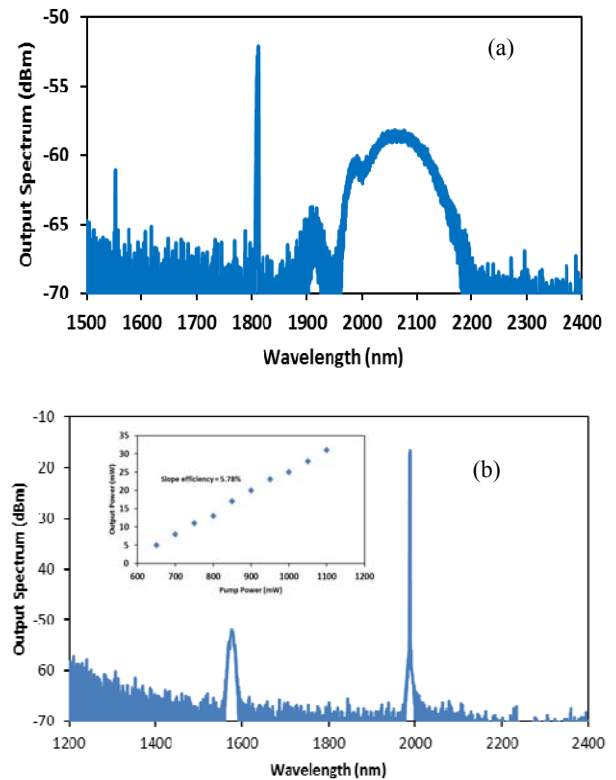 -50
(a)
-55
-60
-65
-70
Output Spectrum (dBm)
1500 1600 1700 1800 1900 2000 2100 2200 2300 2400
Wavelength (nm)
-10
20
30
40
-50
-60
-70
Output Spectrum (dBm)
(b)
35
30
25
20
15
10
5
0
Output Power (mW)
Slope efficiency = 5.78%
600 700 800 900 1000 1100 1200
Pump Power (mW)
1200 1400 1600 1800 2000 2200 2400
Wavelength (nm)